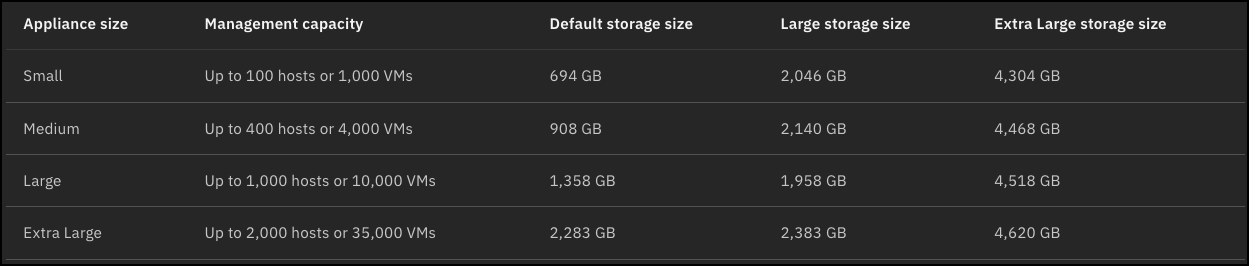 Appliance size Management capacity Default storage size Large storage size Extra Large storage size
Small Up to 100 hosts or 1,000 VMs 694 GB 2,046 GB 4,304 GB
Medium Up to 400 hosts or 4,000 VMs 908 GB 2,140 GB 4,468 GB
Large Up to 1,000 hosts or 10,000 VMs 1,358 GB 1,958 GB 4,518 GB
Extra Large Up to 2,000 hosts or 35,000 VMs 2,283 GB 2,383 GB 4,620 GB